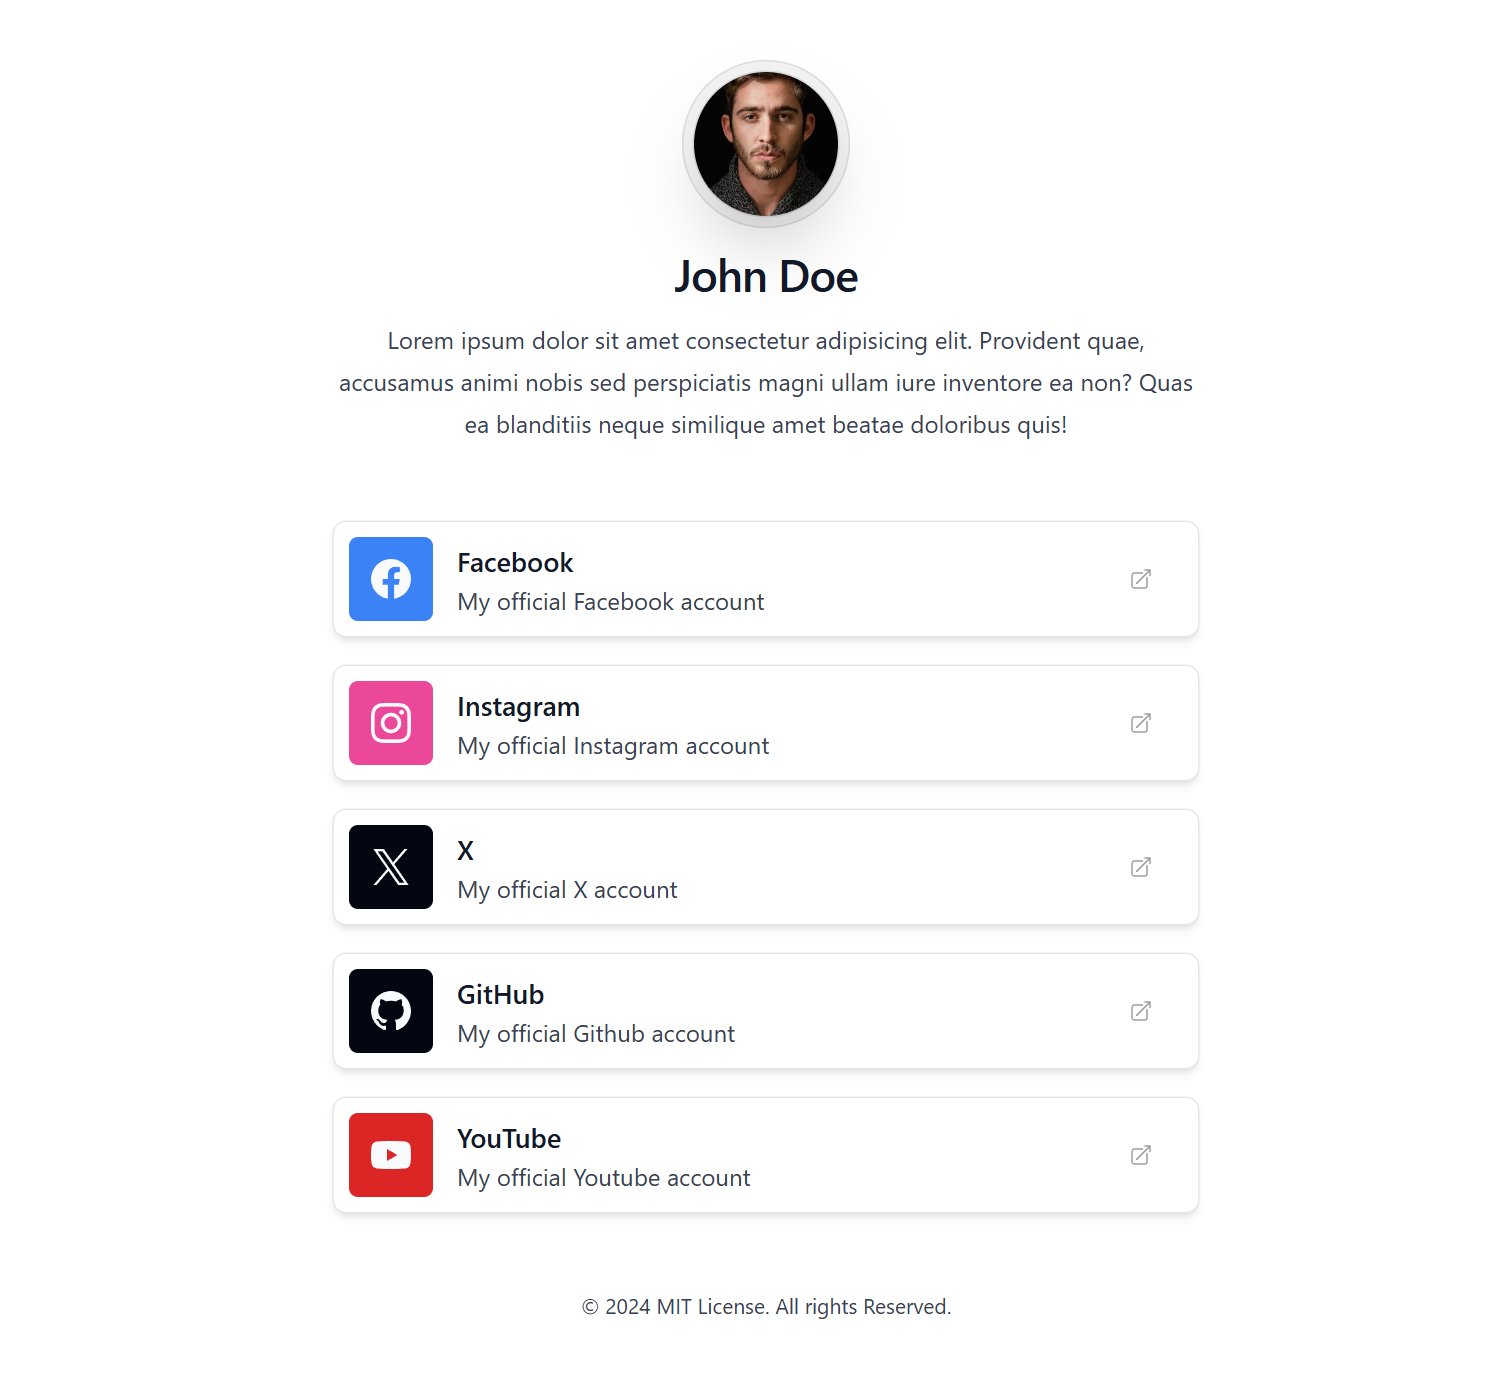 John Doe
Lorem ipsum dolor sit amet consectetur adipisicing elit. Provident quae,
accusamus animi nobis sed perspiciatis magni ullam iure inventore ea non? Quas
ea blanditiis neque similique amet beatae doloribus quis!
Facebook
My official Facebook account
Instagram
My official Instagram account
X
My official X account
GitHub
My official Github account
YouTube
My official Youtube account
© 2024 MIT License. All rights Reserved.